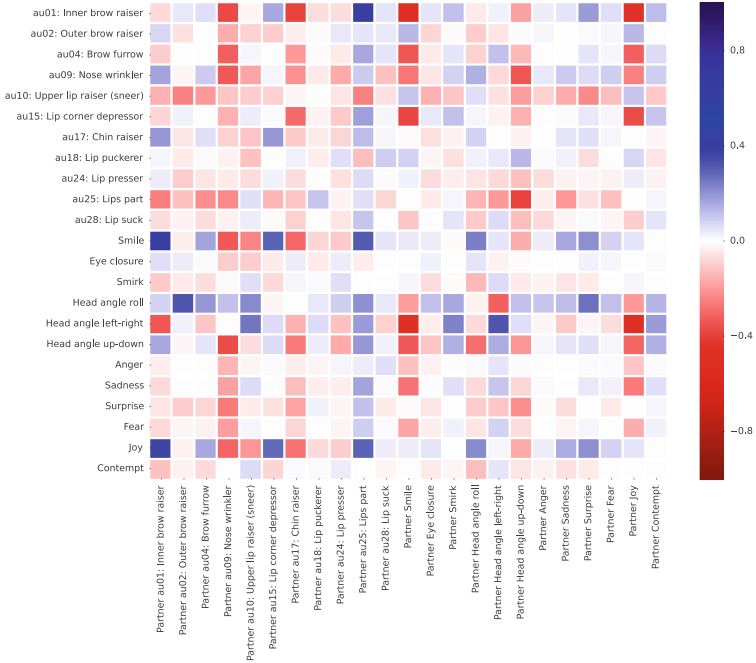 au01: Inner brow raiser
au02: Outer brow raiser
au04: Brow furrow
au09: Nose wrinkler
au10: Upper lip raiser (sneer)
au15: Lip corner depressor
au17: Chin raiser
au18: Lip puckerer
au24: Lip presser
au25: Lips part
au28: Lip suck
Smile
Eye closure
Smirk
Head angle roll
Head angle left-right
Head angle up-down
Anger
Sadness
Surprise
Fear
Joy
Contempt
Partner au01: Inner brow raiser
Partner au02: Outer brow raiser
Partner au04: Brow furrow
Partner au09: Nose wrinkler
Partner au10: Upper lip raiser (sneer)
Partner au15: Lip corner depressor
Partner au17: Chin raiser
Partner au18: Lip puckerer
Partner au24: Lip presser
Partner au25: Lips part
Partner au28: Lip suck
Partner Smile
Partner Eye closure
Partner Smirk
Partner Head angle roll
Partner Head angle left-right
Partner Head angle up-down
Partner Anger
Partner Sadness
Partner Surprise
Partner Fear
Partner Joy
Partner Contempt
0.8
0.4
0.0
−0.4
−0.8